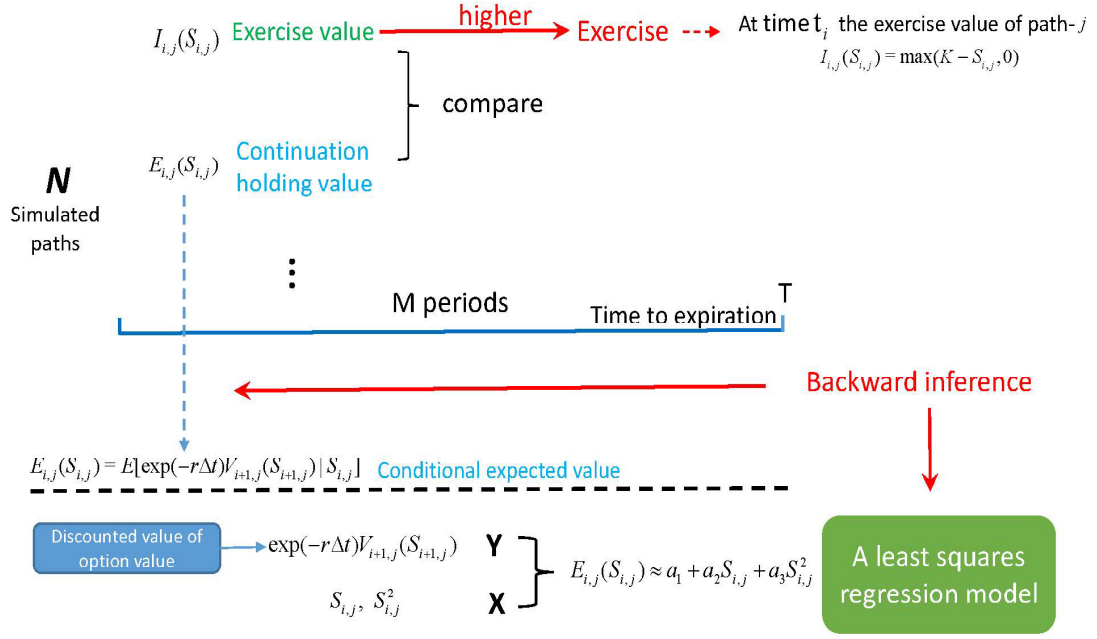 I_{i,j}(S_{i,j}) Exercise value higher Exercise At time t_i the exercise value of path-j
I_{i,j}(S_{i,j}) = max(K − S_{i,j}, 0)
compare
E_{i,j}(S_{i,j}) Continuation
holding value
N
Simulated
paths
⋮
M periods
Time to expiration
T
Backward inference
E_{i,j}(S_{i,j}) = E[exp(−rΔt)V_{i+1,j}(S_{i+1,j}) | S_{i,j}] Conditional expected value
Discounted value of
option value
exp(−rΔt)V_{i+1,j}(S_{i+1,j}) Y
E_{i,j}(S_{i,j}) ≈ a_1 + a_2S_{i,j} + a_3S_{i,j}^2
S_{i,j}, S_{i,j}^2 X
A least squares
regression model